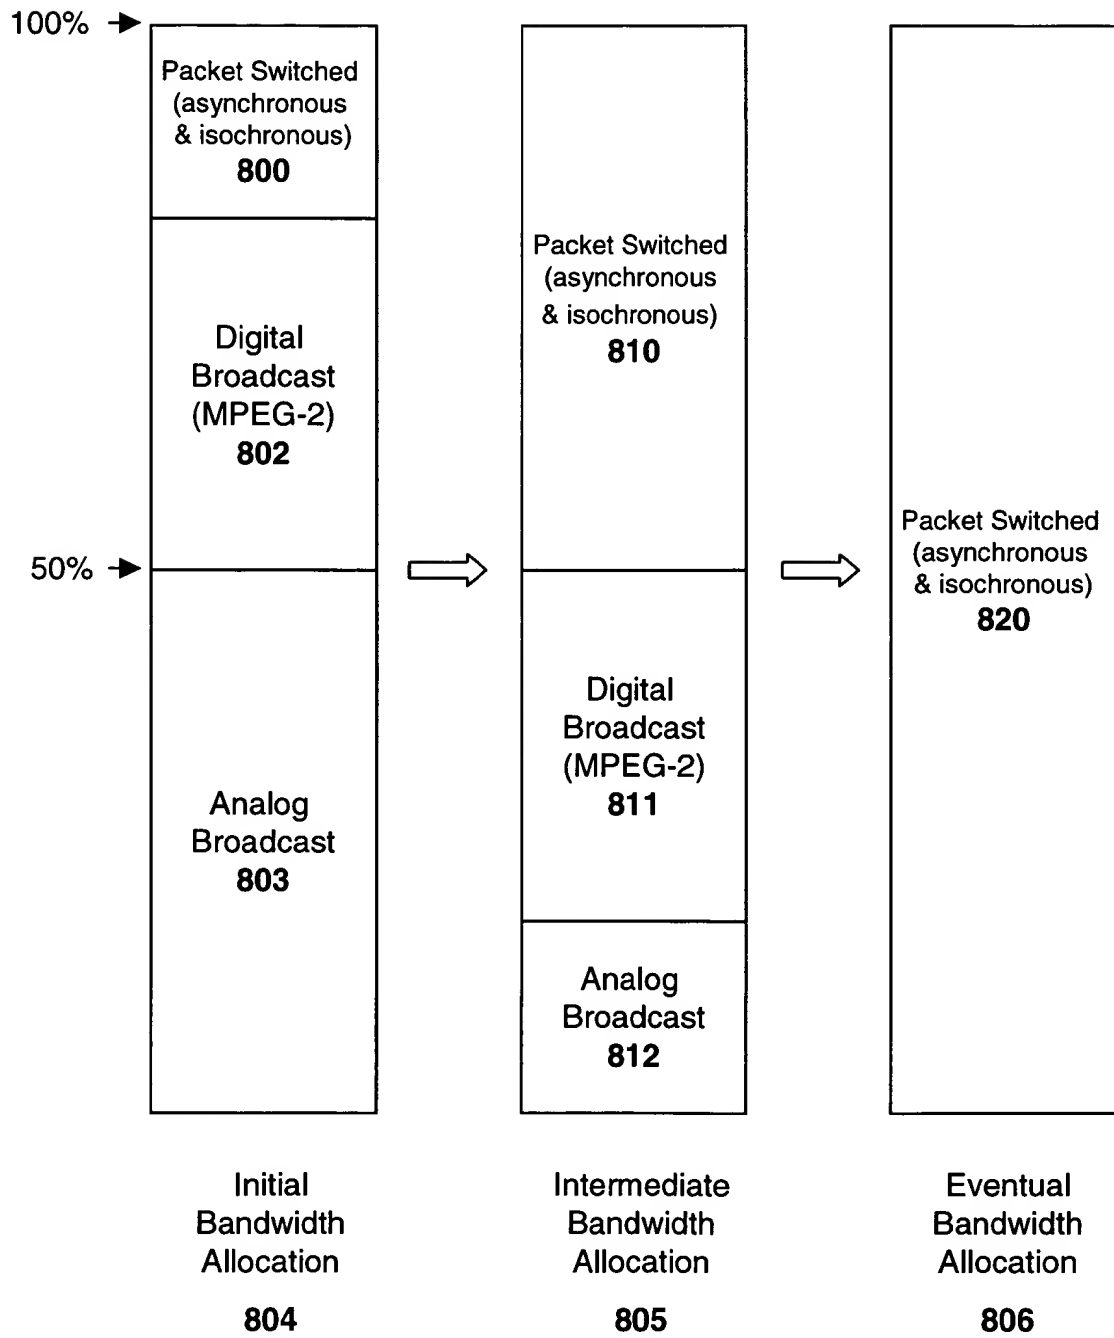 100%
Packet Switched
(asynchronous
& isochronous)
800
Digital
Broadcast
(MPEG-2)
802
50%
Analog
Broadcast
803
Initial
Bandwidth
Allocation
804
Packet Switched
(asynchronous
& isochronous)
810
Digital
Broadcast
(MPEG-2)
811
Analog
Broadcast
812
Intermediate
Bandwidth
Allocation
805
Packet Switched
(asynchronous
& isochronous)
820
Eventual
Bandwidth
Allocation
806